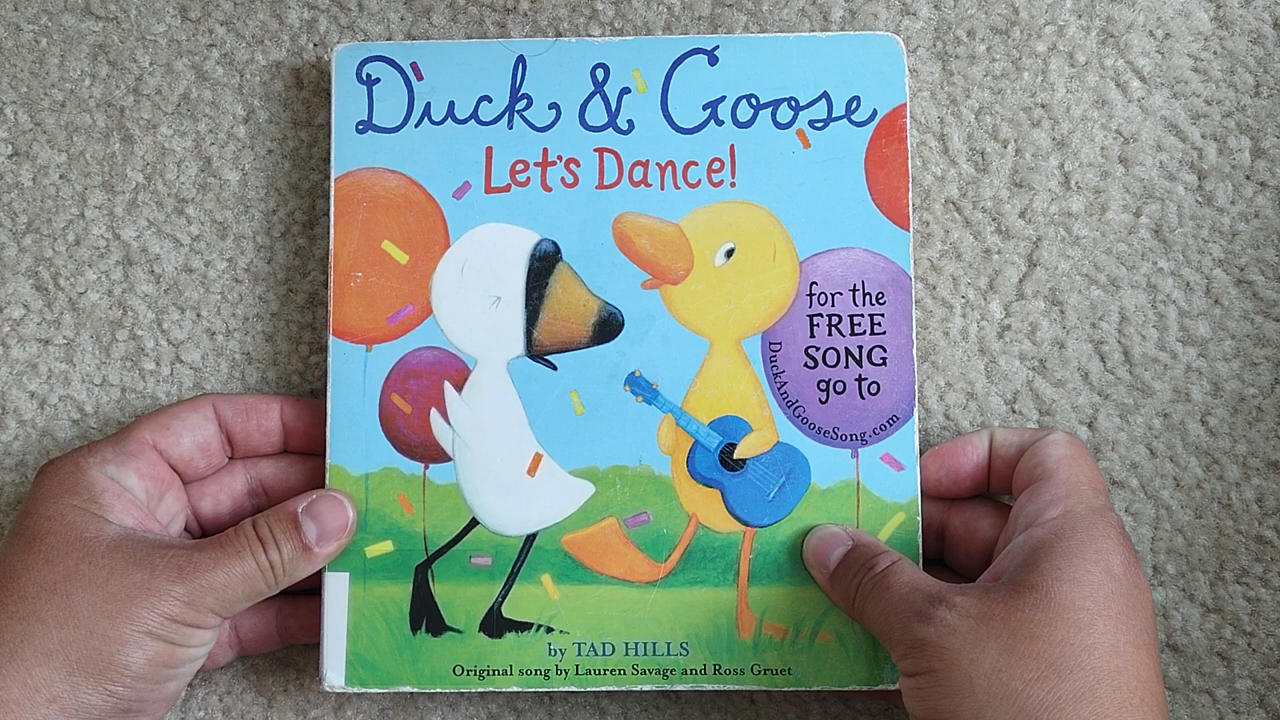 Duck & Goose
Let's Dance!
for the
FREE
SONG
go to
DuckAndGooseSong.com
by TAD HILLS
Original song by Lauren Savage and Ross Gruet